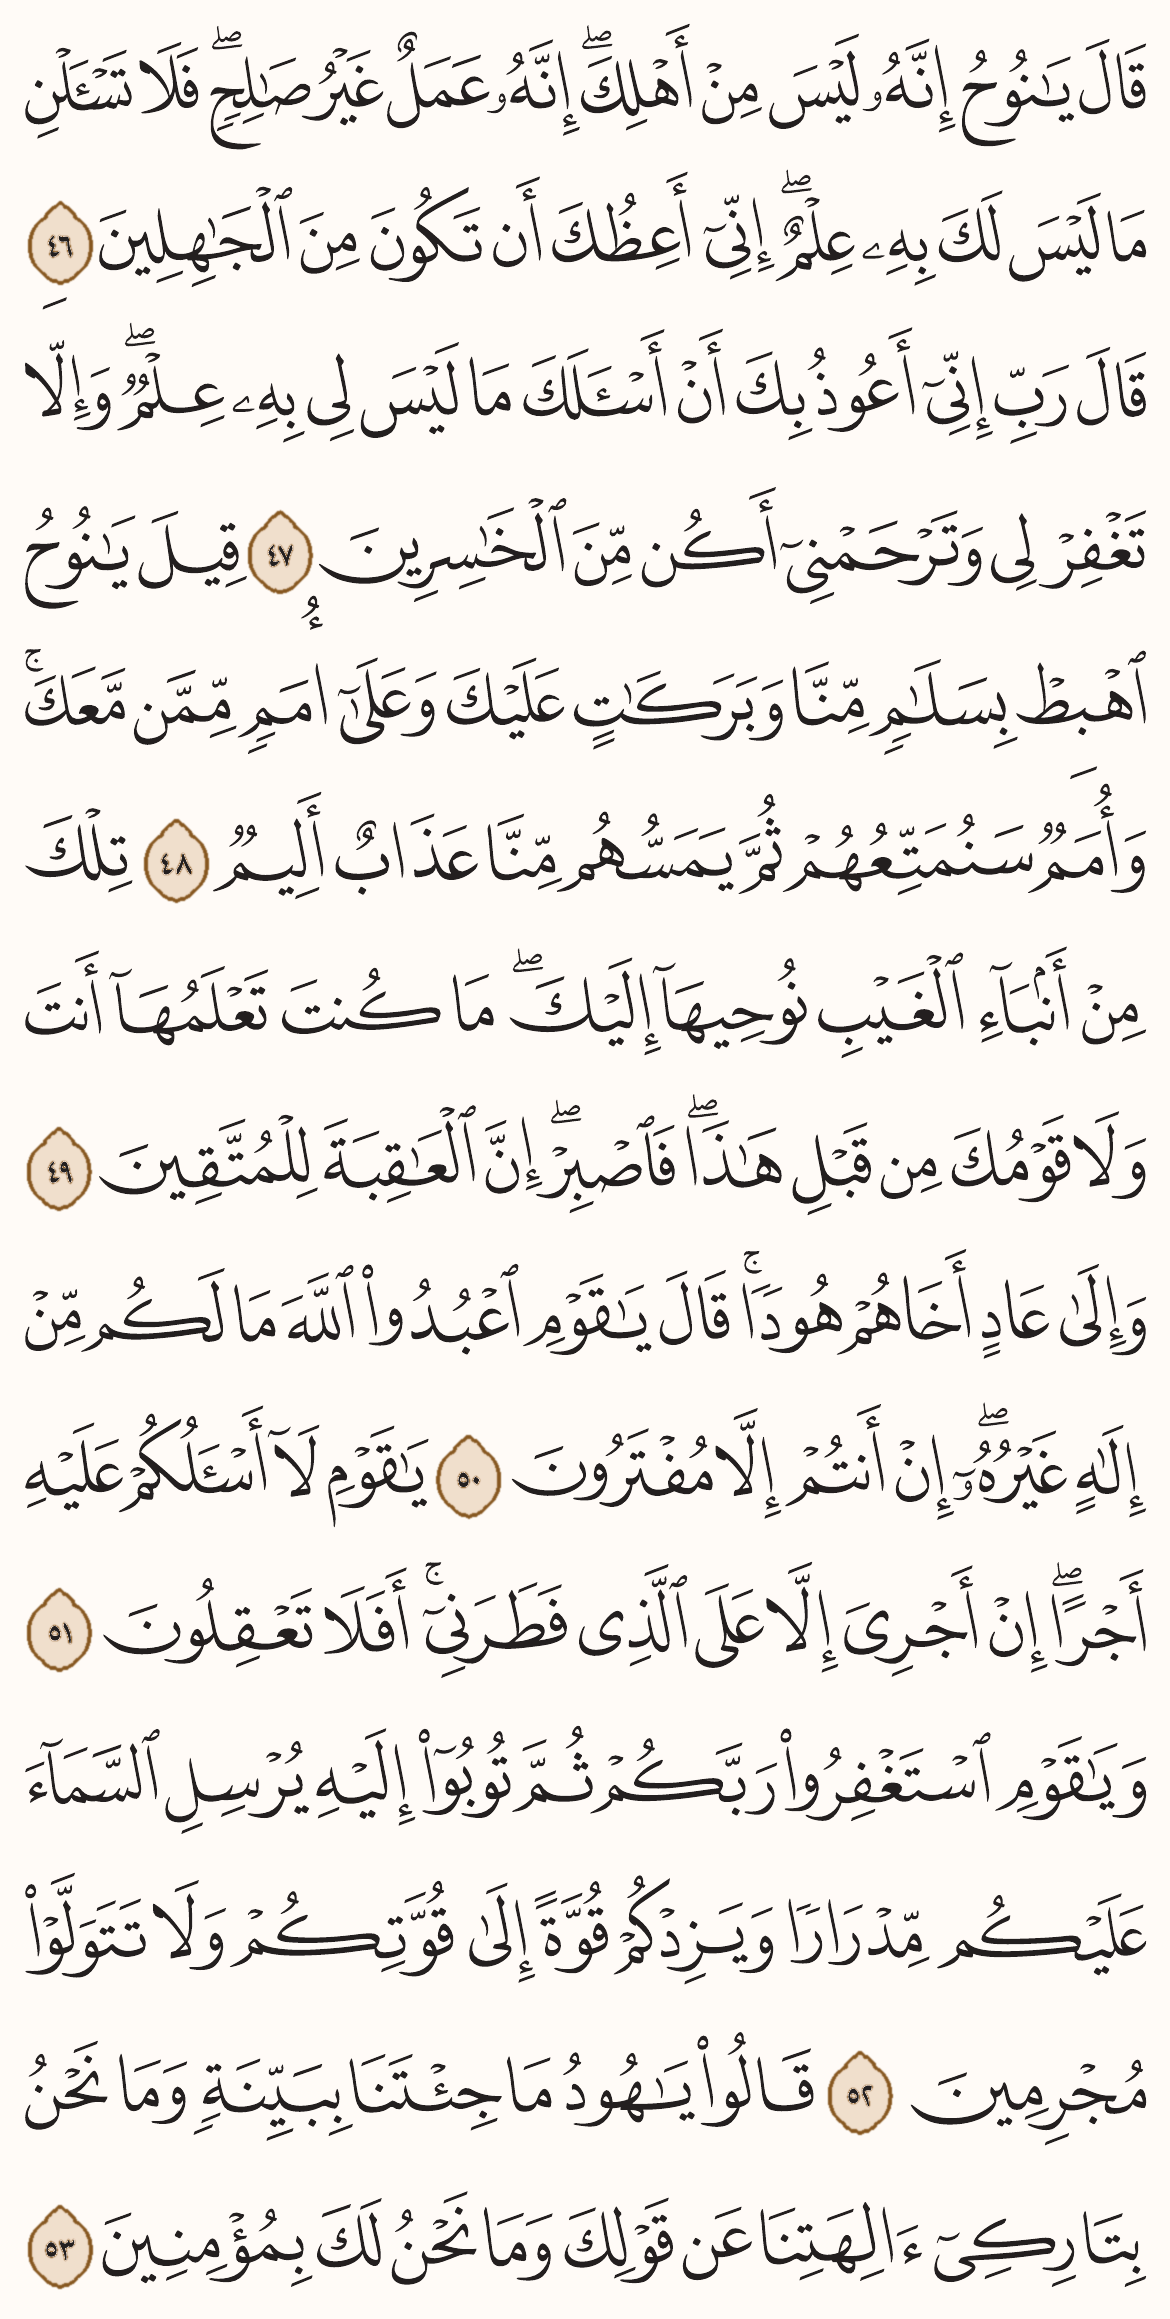 قَالَ يَـٰنُوحُ إِنَّهُۥ لَيْسَ مِنْ أَهْلِكَ ۖ إِنَّهُۥ عَمَلٌ غَيْرُ صَـٰلِحٍ ۖ فَلَا تَسْـَٔلْنِ
مَا لَيْسَ لَكَ بِهِۦ عِلْمٌ ۖ إِنِّىٓ أَعِظُكَ أَن تَكُونَ مِنَ ٱلْجَـٰهِلِينَ ٤٦
قَالَ رَبِّ إِنِّىٓ أَعُوذُ بِكَ أَنْ أَسْـَٔلَكَ مَا لَيْسَ لِى بِهِۦ عِلْمٌ ۖ وَإِلَّا
تَغْفِرْ لِى وَتَرْحَمْنِىٓ أَكُن مِّنَ ٱلْخَـٰسِرِينَ ٤٧ قِيلَ يَـٰنُوحُ
ٱهْبِطْ بِسَلَـٰمٍ مِّنَّا وَبَرَكَـٰتٍ عَلَيْكَ وَعَلَىٰٓ أُمَمٍ مِّمَّن مَّعَكَ ۚ
وَأُمَمٌ سَنُمَتِّعُهُمْ ثُمَّ يَمَسُّهُم مِّنَّا عَذَابٌ أَلِيمٌ ٤٨ تِلْكَ
مِنْ أَنۢبَآءِ ٱلْغَيْبِ نُوحِيهَآ إِلَيْكَ ۖ مَا كُنتَ تَعْلَمُهَآ أَنتَ
وَلَا قَوْمُكَ مِن قَبْلِ هَـٰذَا ۖ فَٱصْبِرْ ۖ إِنَّ ٱلْعَـٰقِبَةَ لِلْمُتَّقِينَ ٤٩
وَإِلَىٰ عَادٍ أَخَاهُمْ هُودًا ۚ قَالَ يَـٰقَوْمِ ٱعْبُدُوا۟ ٱللَّهَ مَا لَكُم مِّنْ
إِلَـٰهٍ غَيْرُهُۥٓ ۖ إِنْ أَنتُمْ إِلَّا مُفْتَرُونَ ٥٠ يَـٰقَوْمِ لَآ أَسْـَٔلُكُمْ عَلَيْهِ
أَجْرًا ۖ إِنْ أَجْرِىَ إِلَّا عَلَى ٱلَّذِى فَطَرَنِىٓ ۚ أَفَلَا تَعْقِلُونَ ٥١
وَيَـٰقَوْمِ ٱسْتَغْفِرُوا۟ رَبَّكُمْ ثُمَّ تُوبُوٓا۟ إِلَيْهِ يُرْسِلِ ٱلسَّمَآءَ
عَلَيْكُم مِّدْرَارًا وَيَزِدْكُمْ قُوَّةً إِلَىٰ قُوَّتِكُمْ وَلَا تَتَوَلَّوْا۟
مُجْرِمِينَ ٥٢ قَالُوا۟ يَـٰهُودُ مَا جِئْتَنَا بِبَيِّنَةٍ وَمَا نَحْنُ
بِتَارِكِىٓ ءَالِهَتِنَا عَن قَوْلِكَ وَمَا نَحْنُ لَكَ بِمُؤْمِنِينَ ٥٣